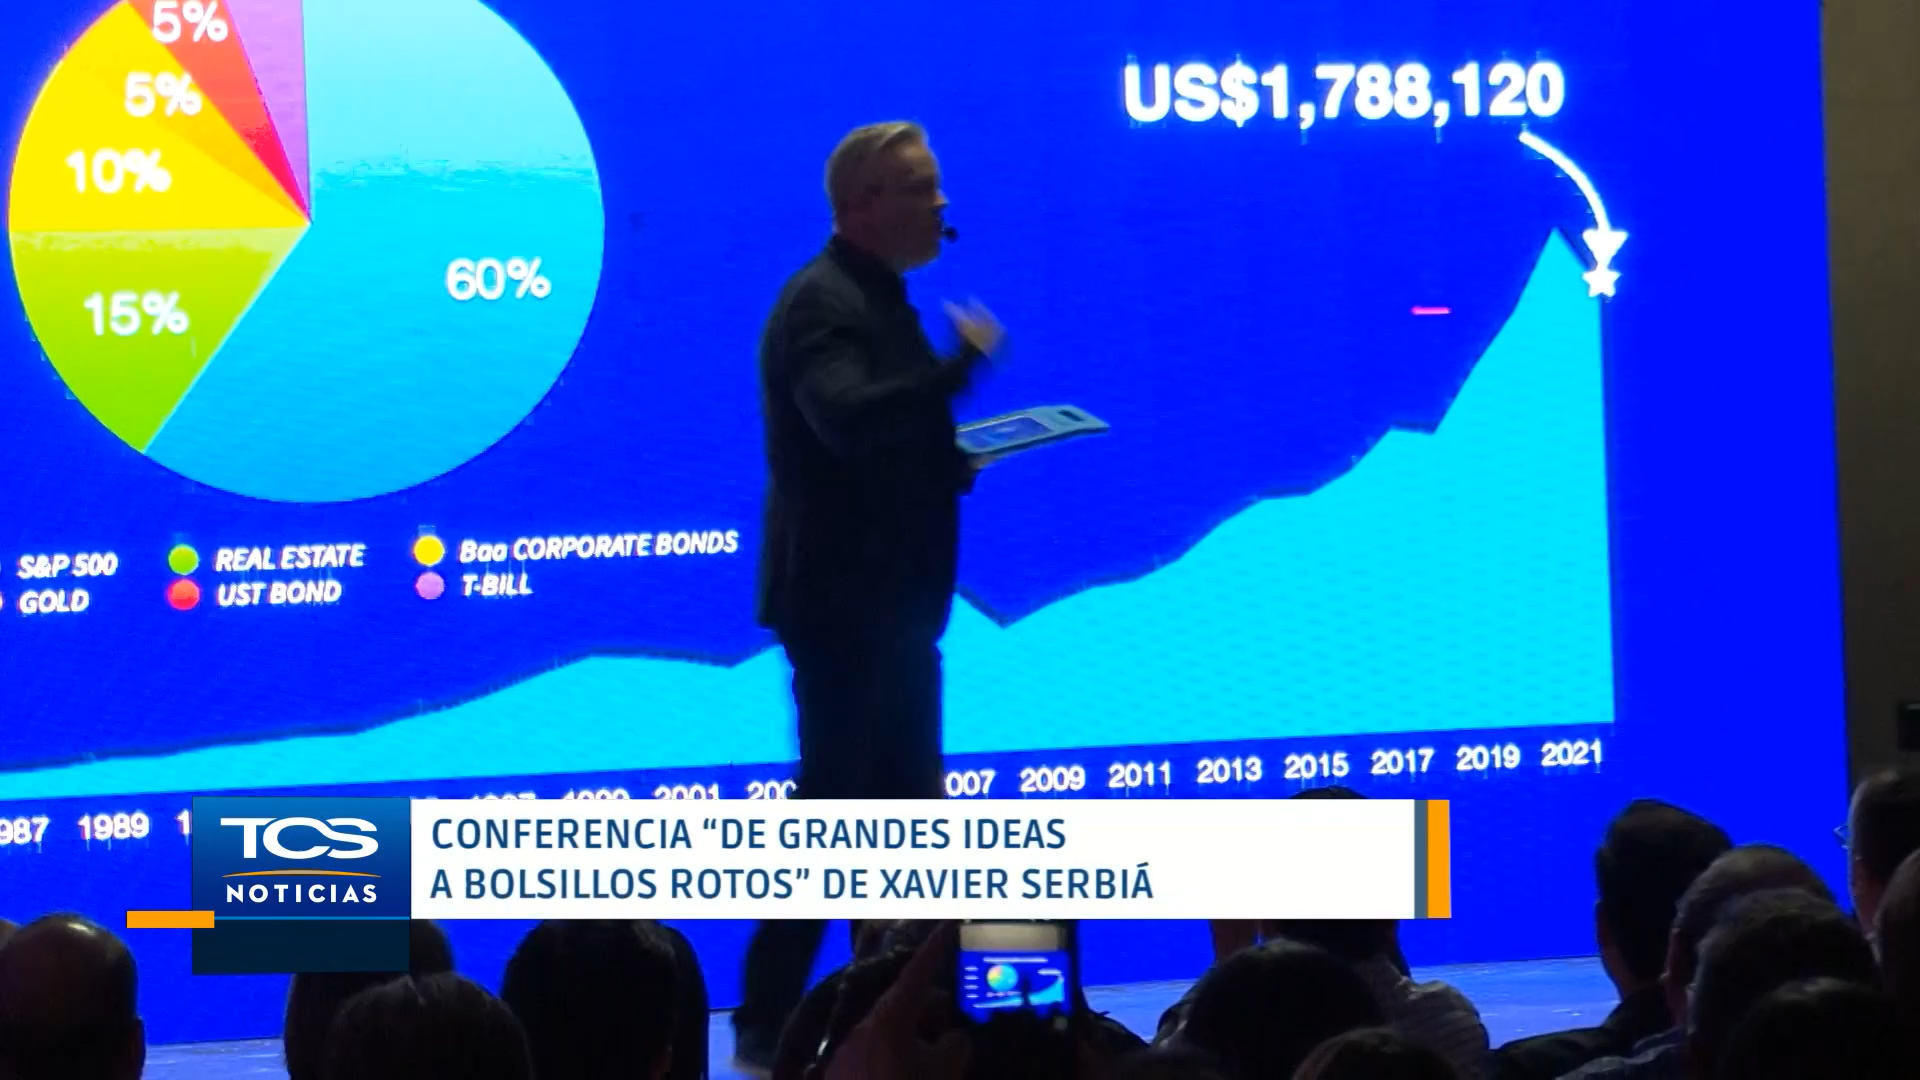 5%
5%
10%
15%
60%
US$1,788,120
S&P 500
REAL ESTATE
Baa CORPORATE BONDS
GOLD
UST BOND
T-BILL
1989
2001
2009
2011
2013
2015
2017
2019
2021
TCS
NOTICIAS
CONFERENCIA “DE GRANDES IDEAS
A BOLSILLOS ROTOS” DE XAVIER SERBIÁ